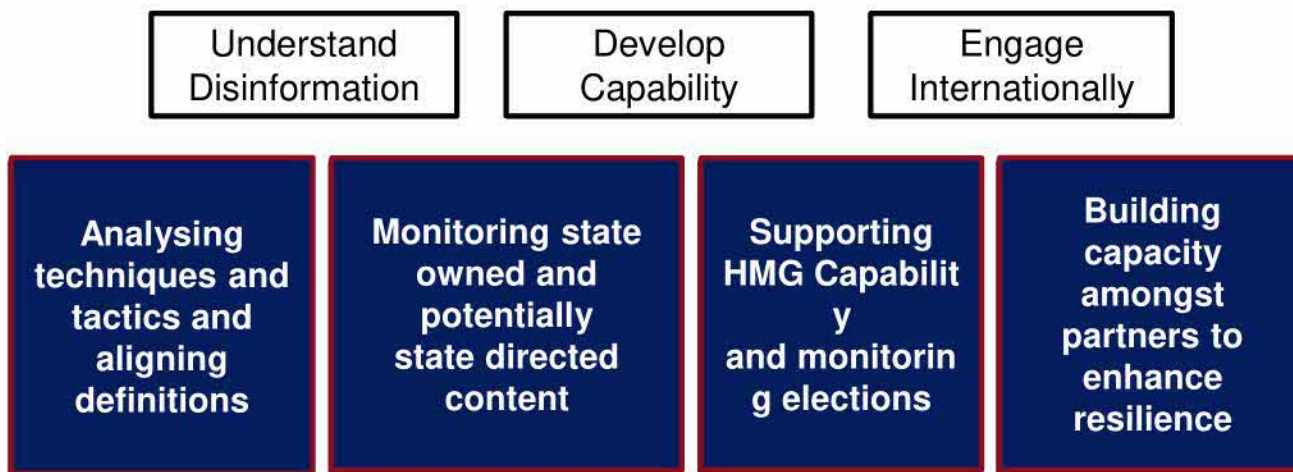 Understand
Disinformation
Develop
Capability
Engage
Internationally
Analysing
techniques and
tactics and
aligning
definitions
Monitoring state
owned and
potentially
state directed
content
Supporting
HMG Capabilit
y
and monitorin
g elections
Building
capacity
amongst
partners to
enhance
resilience